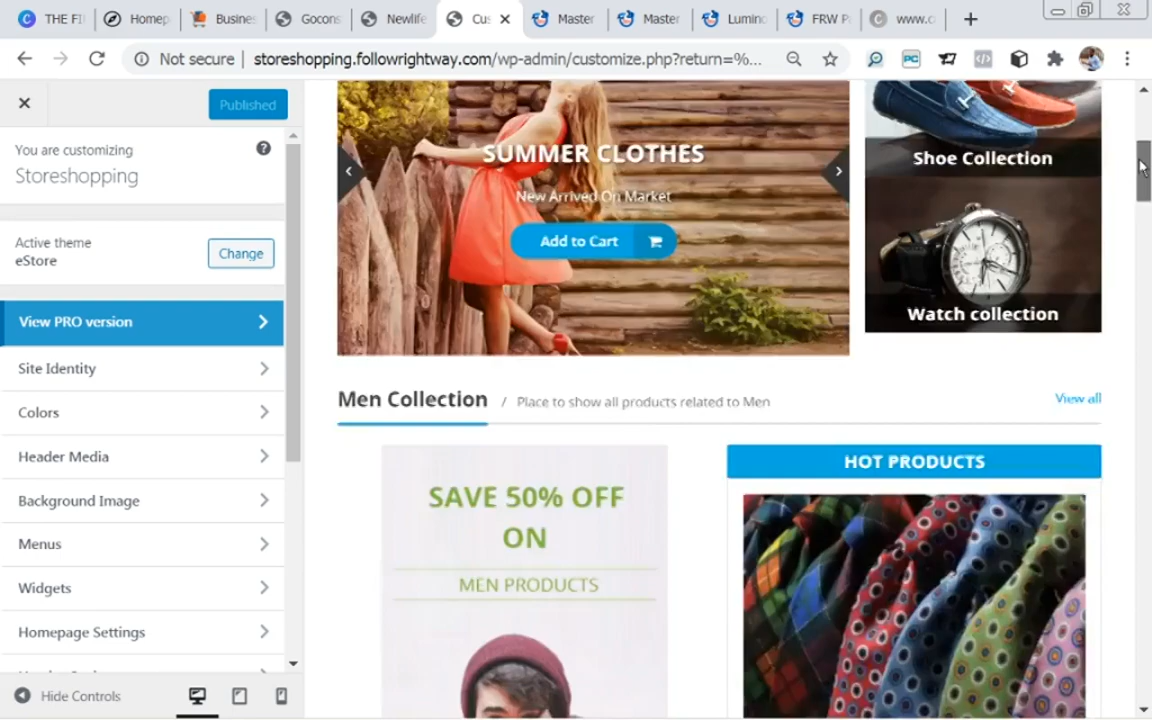 THE FI
Homep
Busine
Gocons
Newlife
Cus
Master
Master
Lumino
FRW P
www.c
Not secure
storeshopping.followrightway.com/wp-admin/customize.php?return=%...
PC
Published
You are customizing
Storeshopping
Active theme
eStore
Change
View PRO version
Site Identity
Colors
Header Media
Background Image
Menus
Widgets
Homepage Settings
Hide Controls
SUMMER CLOTHES
New Arrived On Market
Add to Cart
Shoe Collection
Watch collection
Men Collection / Place to show all products related to Men
View all
SAVE 50% OFF
ON
MEN PRODUCTS
HOT PRODUCTS